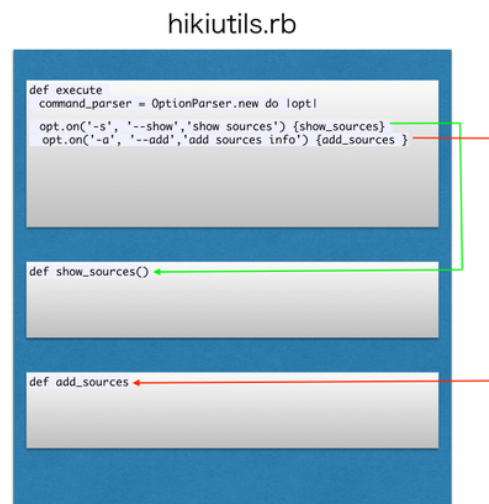 hikiutils.rb
def execute
command_parser = OptionParser.new do |opt|
opt.on('-s', '--show','show sources') {show_sources}
opt.on('-a', '--add','add sources info') {add_sources }
def show_sources()
def add_sources